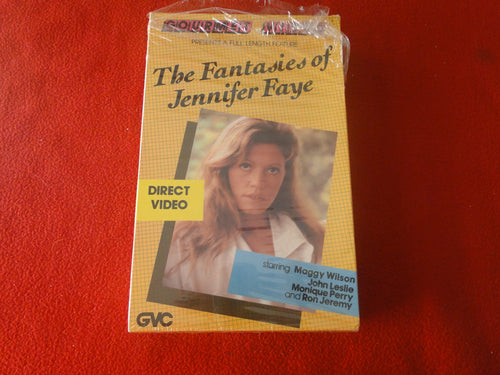 GOURMET
PRESENTS A FULL LENGTH FEATURE
The Fantasies of
Jennifer Faye
DIRECT
VIDEO
starring Maggy Wilson
John Leslie
Monique Perry
and Ron Jeremy
GVC